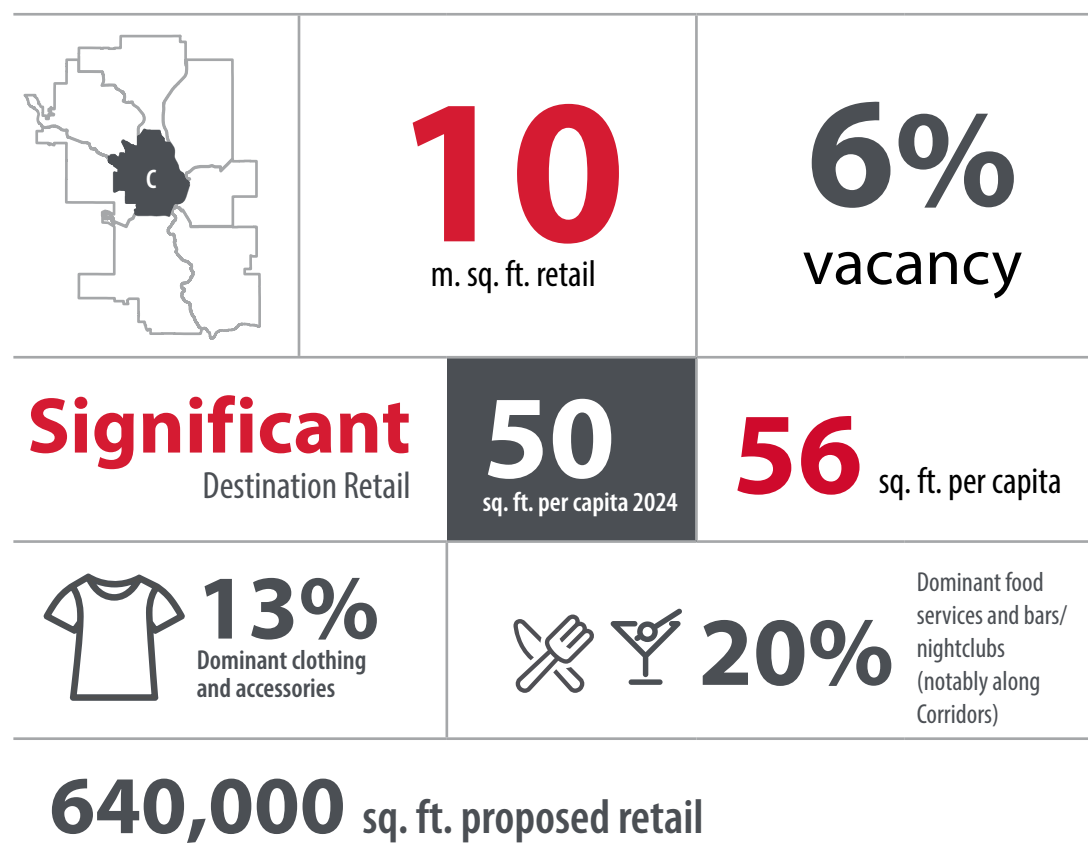 C
10
m. sq. ft. retail
6%
vacancy
Significant
Destination Retail
50
sq. ft. per capita 2024
56 sq. ft. per capita
13%
Dominant clothing
and accessories
20%
Dominant food
services and bars/
nightclubs
(notably along
Corridors)
640,000 sq. ft. proposed retail